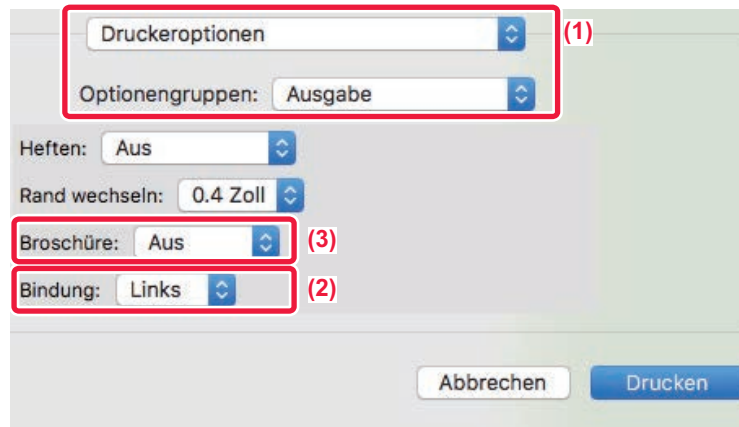 Druckeroptionen (1)
Optionengruppen: Ausgabe
Heften: Aus
Rand wechseln: 0.4 Zoll
Broschüre: Aus (3)
Bindung: Links (2)
Abbrechen Drucken